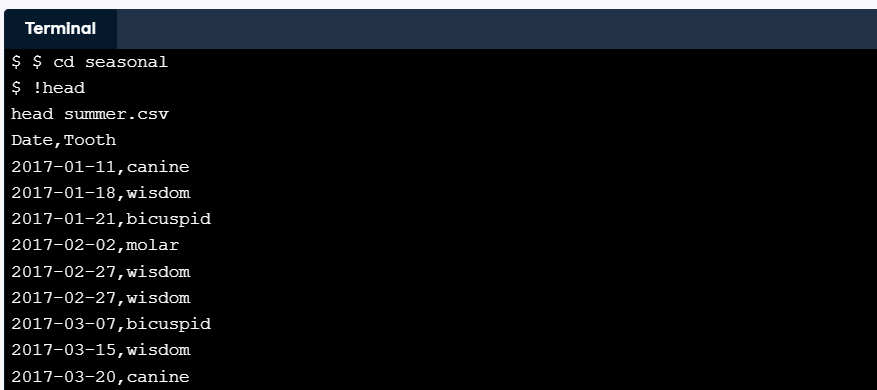 Terminal
$ $ cd seasonal
$ !head
head summer.csv
Date,Tooth
2017-01-11,canine
2017-01-18,wisdom
2017-01-21,bicuspid
2017-02-02,molar
2017-02-27,wisdom
2017-02-27,wisdom
2017-03-07,bicuspid
2017-03-15,wisdom
2017-03-20,canine